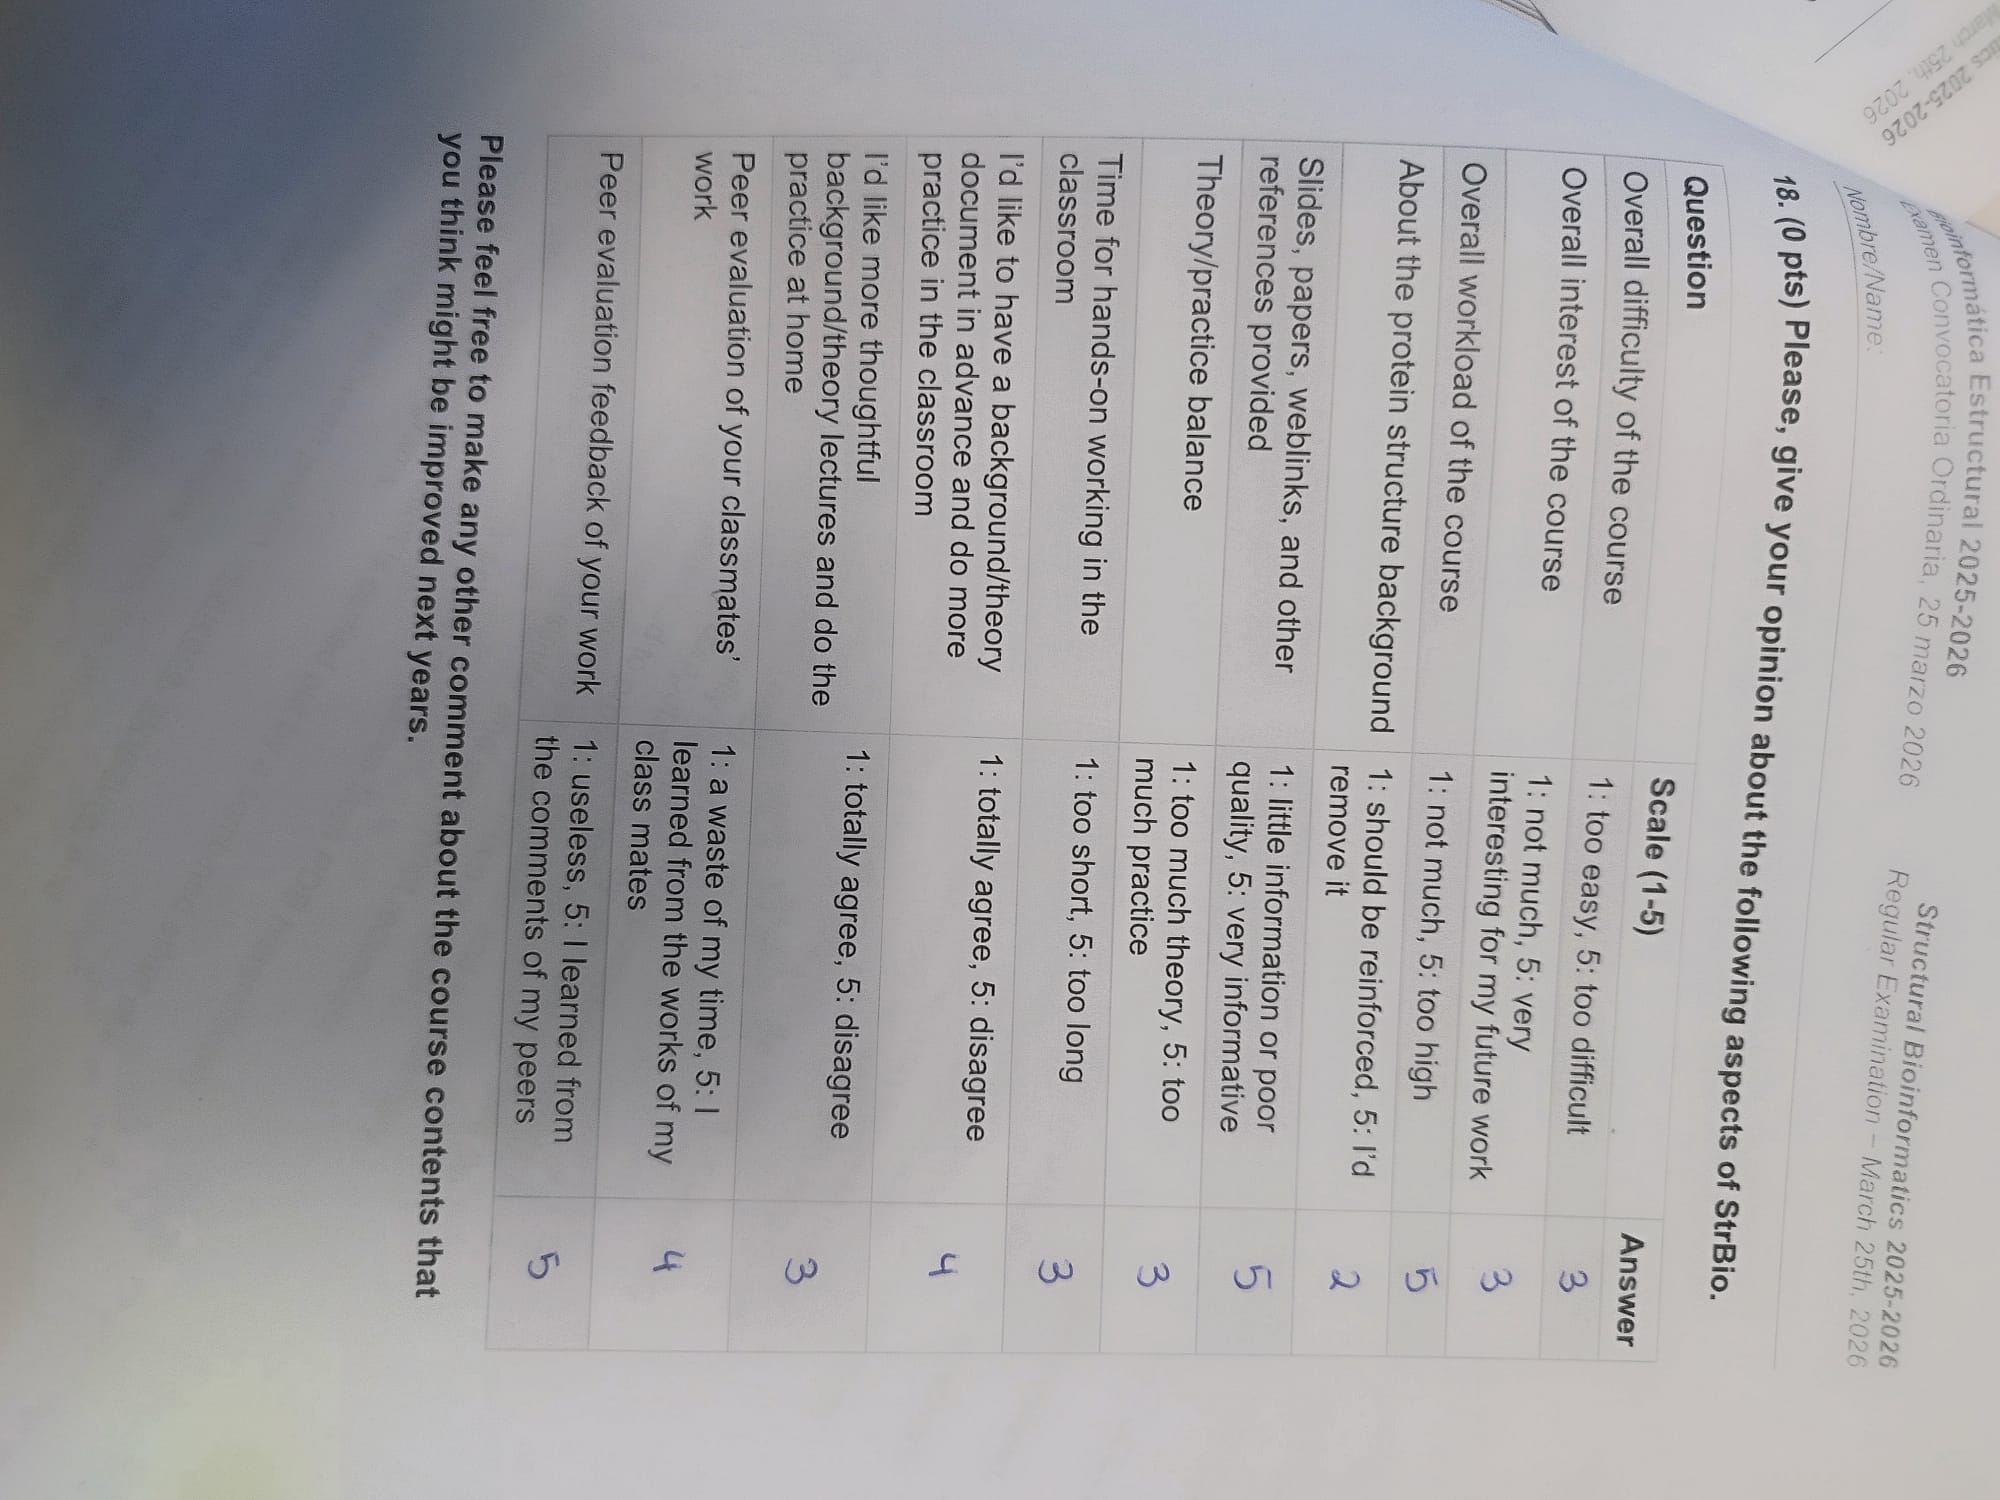 Bioinformática Estructural 2025-2026
Examen Convocatoria Ordinaria, 25 marzo 2026
Structural Bioinformatics 2025-2026
Regular Examination – March 25th, 2026
Nombre/Name:
18. (0 pts) Please, give your opinion about the following aspects of StrBio.
Question Scale (1-5) Answer
Overall difficulty of the course 1: too easy, 5: too difficult 3
Overall interest of the course 1: not much, 5: very
interesting for my future work 3
Overall workload of the course 1: not much, 5: too high 5
About the protein structure background 1: should be reinforced, 5: I'd
remove it 2
Slides, papers, weblinks, and other
references provided
1: little information or poor
quality, 5: very informative
5
Theory/practice balance 1: too much theory, 5: too
much practice 3
Time for hands-on working in the
classroom
1: too short, 5: too long 3
I'd like to have a background/theory
document in advance and do more
practice in the classroom
1: totally agree, 5: disagree 4
I'd like more thoughtful
background/theory lectures and do the
practice at home
1: totally agree, 5: disagree 3
Peer evaluation of your classmates'
work
1: a waste of my time, 5: I
learned from the works of my
class mates
4
Peer evaluation feedback of your work 1: useless, 5: I learned from
the comments of my peers 5
Please feel free to make any other comment about the course contents that
you think might be improved next years.
2025-2026
March 25th, 2026